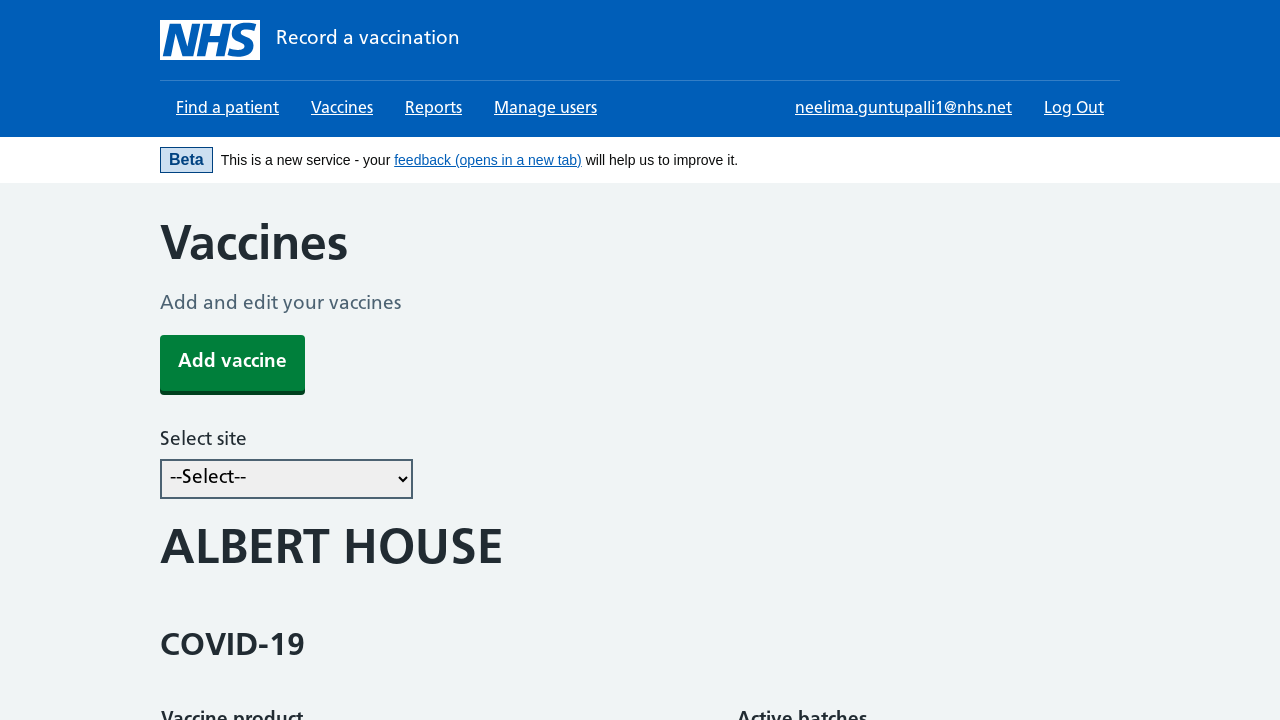 NHS Record a vaccination
Find a patient Vaccines Reports Manage users neelima.guntupalli1@nhs.net Log Out
Beta This is a new service - your feedback (opens in a new tab) will help us to improve it.
Vaccines
Add and edit your vaccines
Add vaccine
Select site
--Select--
ALBERT HOUSE
COVID-19
Vaccine product Active batches